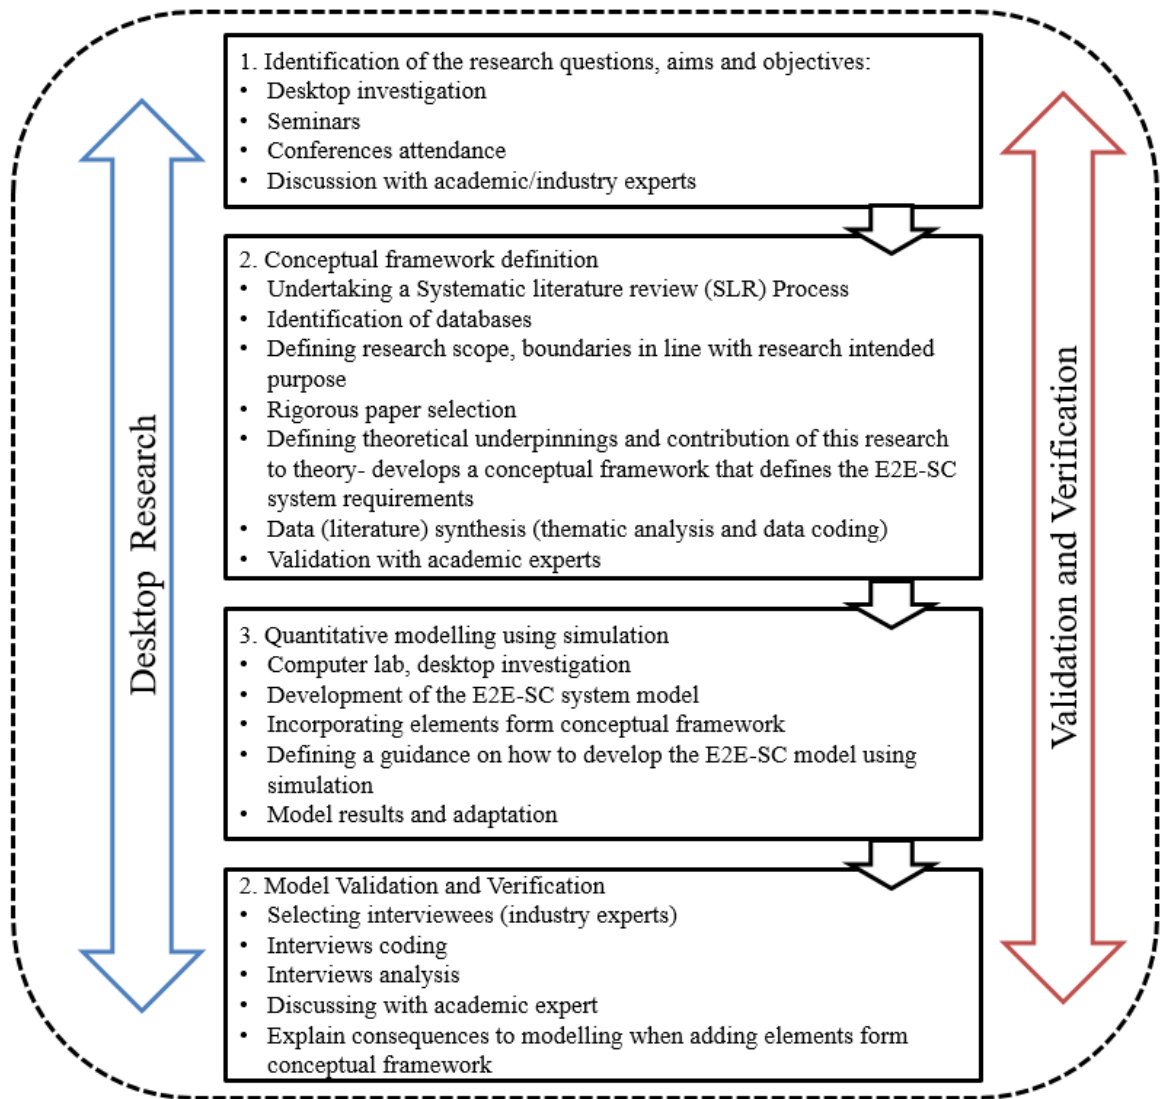 1. Identification of the research questions, aims and objectives:
• Desktop investigation
• Seminars
• Conferences attendance
• Discussion with academic/industry experts
2. Conceptual framework definition
• Undertaking a Systematic literature review (SLR) Process
• Identification of databases
• Defining research scope, boundaries in line with research intended
purpose
• Rigorous paper selection
• Defining theoretical underpinnings and contribution of this research
to theory- develops a conceptual framework that defines the E2E-SC
system requirements
• Data (literature) synthesis (thematic analysis and data coding)
• Validation with academic experts
3. Quantitative modelling using simulation
• Computer lab, desktop investigation
• Development of the E2E-SC system model
• Incorporating elements form conceptual framework
• Defining a guidance on how to develop the E2E-SC model using
simulation
• Model results and adaptation
2. Model Validation and Verification
• Selecting interviewees (industry experts)
• Interviews coding
• Interviews analysis
• Discussing with academic expert
• Explain consequences to modelling when adding elements form
conceptual framework
Desktop Research
Validation and Verification